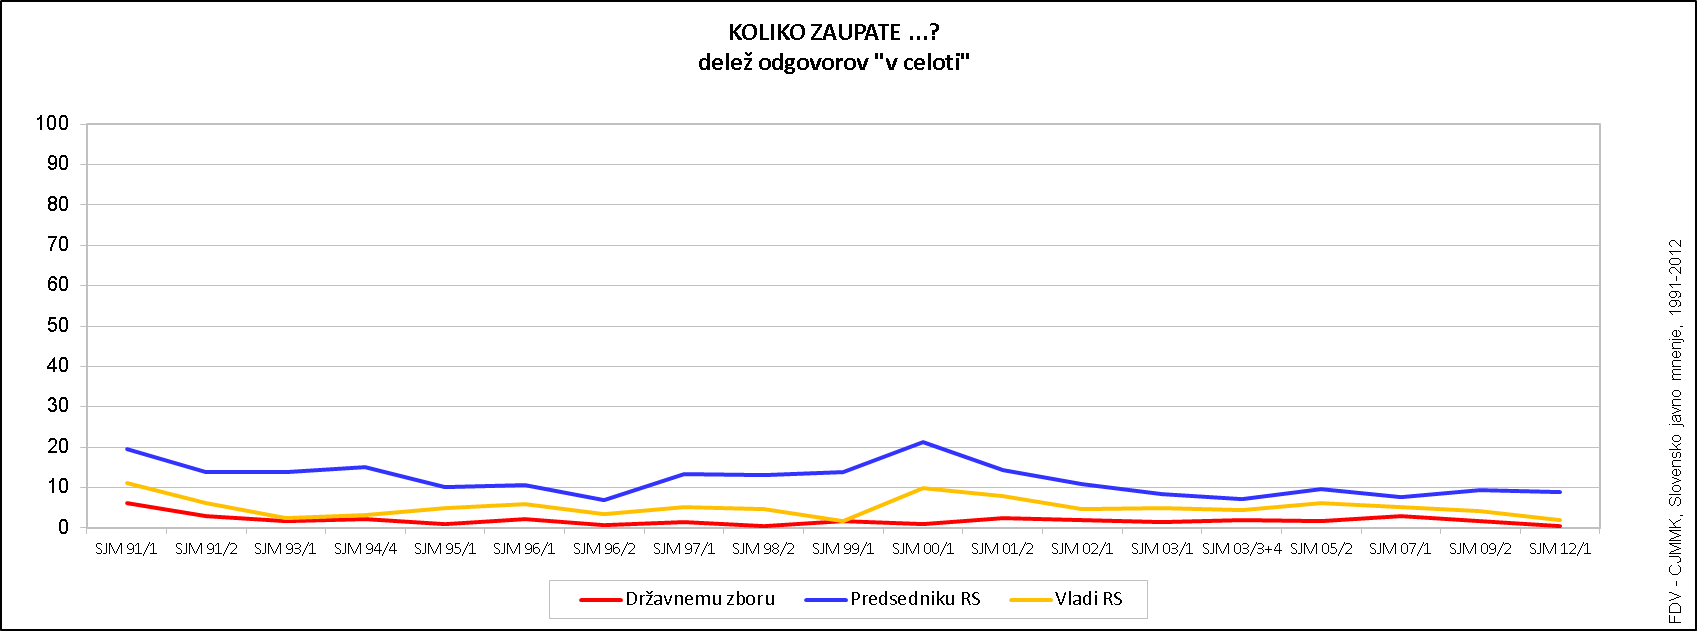 KOLIKO ZAUPATE ...?
delež odgovorov "v celoti"
100
90
80
70
60
50
40
30
20
10
0
SJM 91/1 SJM 91/2 SJM 93/1 SJM 94/4 SJM 95/1 SJM 96/1 SJM 96/2 SJM 97/1 SJM 98/2 SJM 99/1 SJM 00/1 SJM 01/2 SJM 02/1 SJM 03/1 SJM 03/3+4 SJM 05/2 SJM 07/1 SJM 09/2 SJM 12/1
Državnemu zboru Predsedniku RS Vladi RS
FDV - CJMMK, Slovensko javno mnenje, 1991-2012